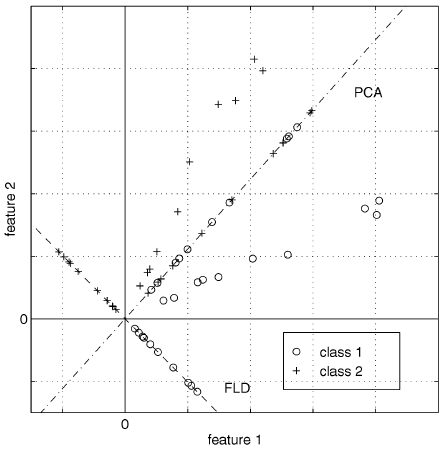 PCA
feature 2
0
FLD
class 1
class 2
0
feature 1